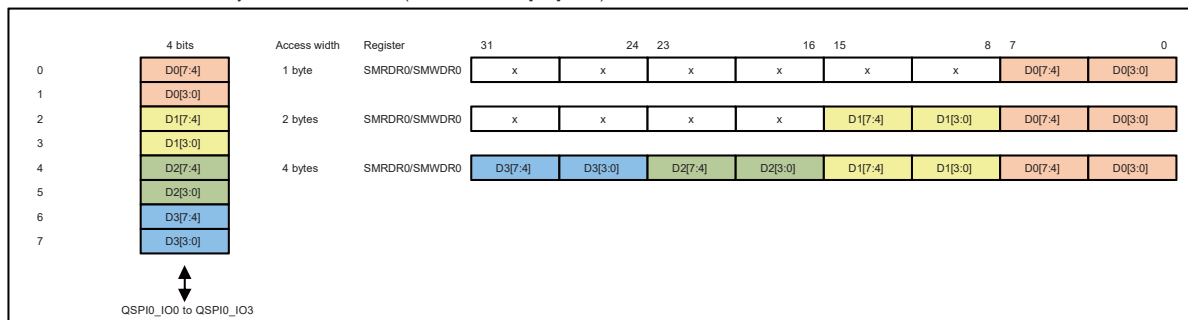 4 bits Access width Register 31 24 23 16 15 8 7 0
0 D0[7:4] 1 byte SMRDR0/SMWDR0 x x x x x x D0[7:4] D0[3:0]
1 D0[3:0]
2 D1[7:4] 2 bytes SMRDR0/SMWDR0 x x x x D1[7:4] D1[3:0] D0[7:4] D0[3:0]
3 D1[3:0]
4 D2[7:4] 4 bytes SMRDR0/SMWDR0 D3[7:4] D3[3:0] D2[7:4] D2[3:0] D1[7:4] D1[3:0] D0[7:4] D0[3:0]
5 D2[3:0]
6 D3[7:4]
7 D3[3:0]
QSPI0_IO0 to QSPI0_IO3